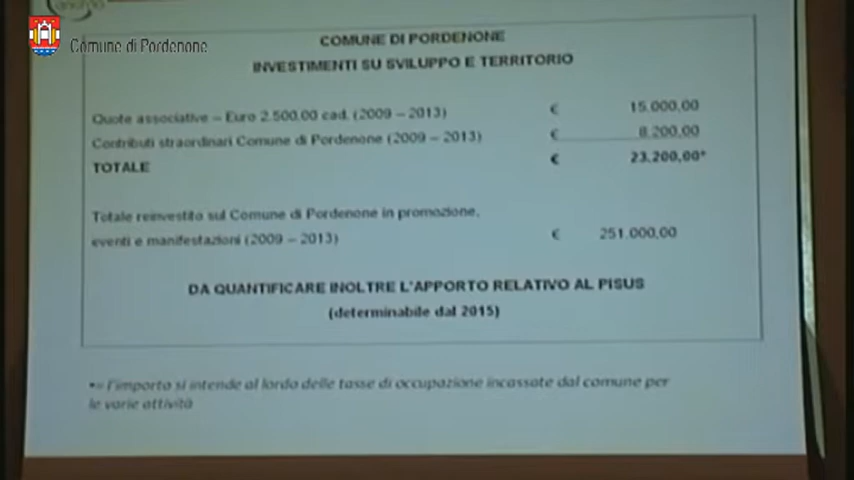 Comune di Pordenone
COMUNE DI PORDENONE
INVESTIMENTI SU SVILUPPO E TERRITORIO
Quote associative – Euro 2.500,00 cad. (2009 – 2013) € 15.000,00
Contributi straordinari Comune di Pordenone (2009 – 2013) € 8.200,00
TOTALE € 23.200,00*
Totale reinvestito sul Comune di Pordenone in promozione,
eventi e manifestazioni (2009 – 2013) € 251.000,00
DA QUANTIFICARE INOLTRE L'APPORTO RELATIVO AL PISUS
(determinabile dal 2015)
*= l'importo si intende al lordo delle tasse di occupazione incassate dal comune per
le varie attività